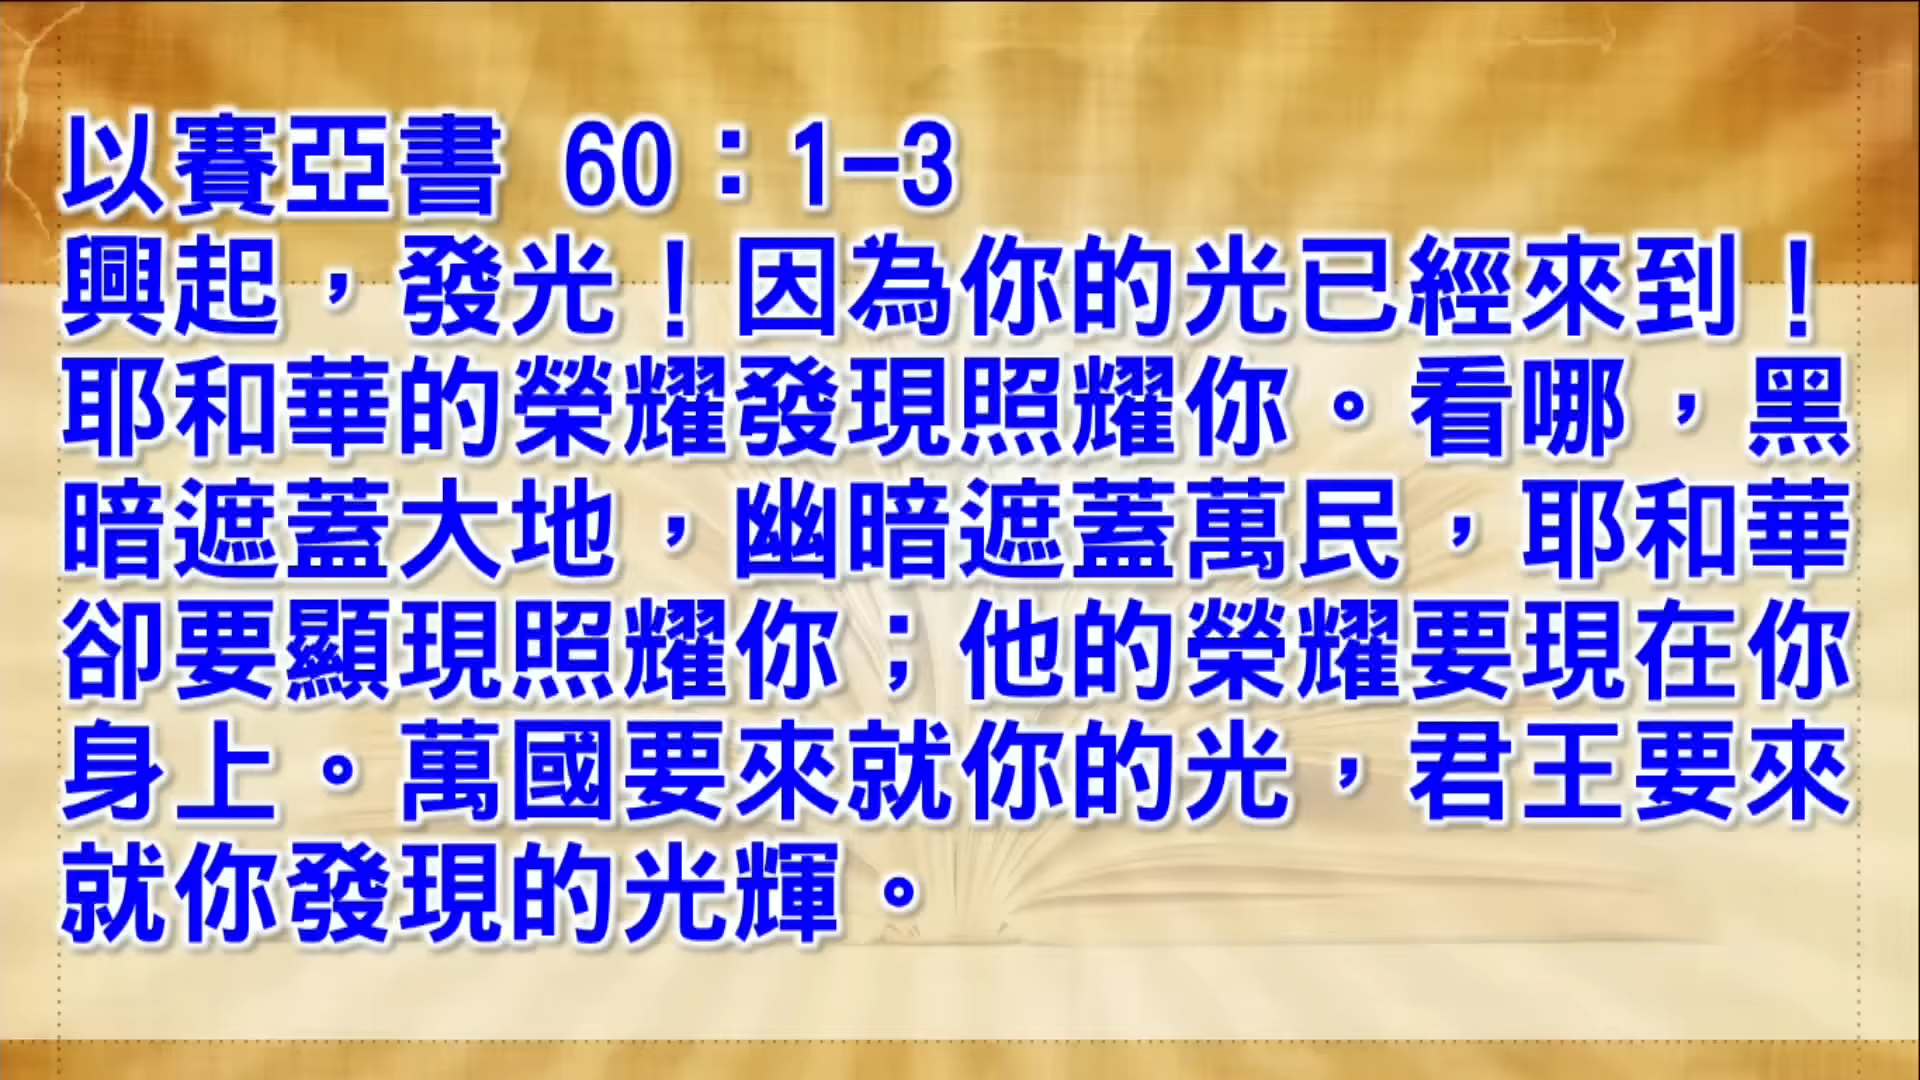 以賽亞書 60：1-3
興起，發光！因為你的光已經來到！
耶和華的榮耀發現照耀你。看哪，黑
暗遮蓋大地，幽暗遮蓋萬民，耶和華
卻要顯現照耀你；他的榮耀要現在你
身上。萬國要來就你的光，君王要來
就你發現的光輝。